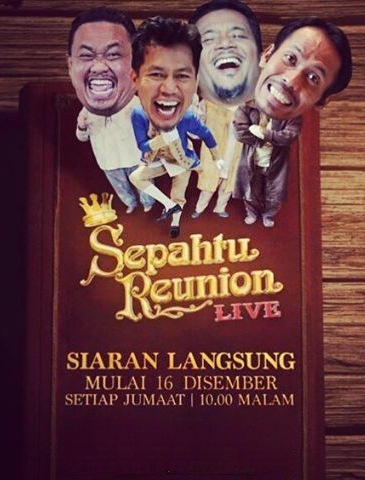 Sepahtu
Reunion
LIVE
SIARAN LANGSUNG
MULAI 16 DISEMBER
SETIAP JUMAAT | 10.00 MALAM